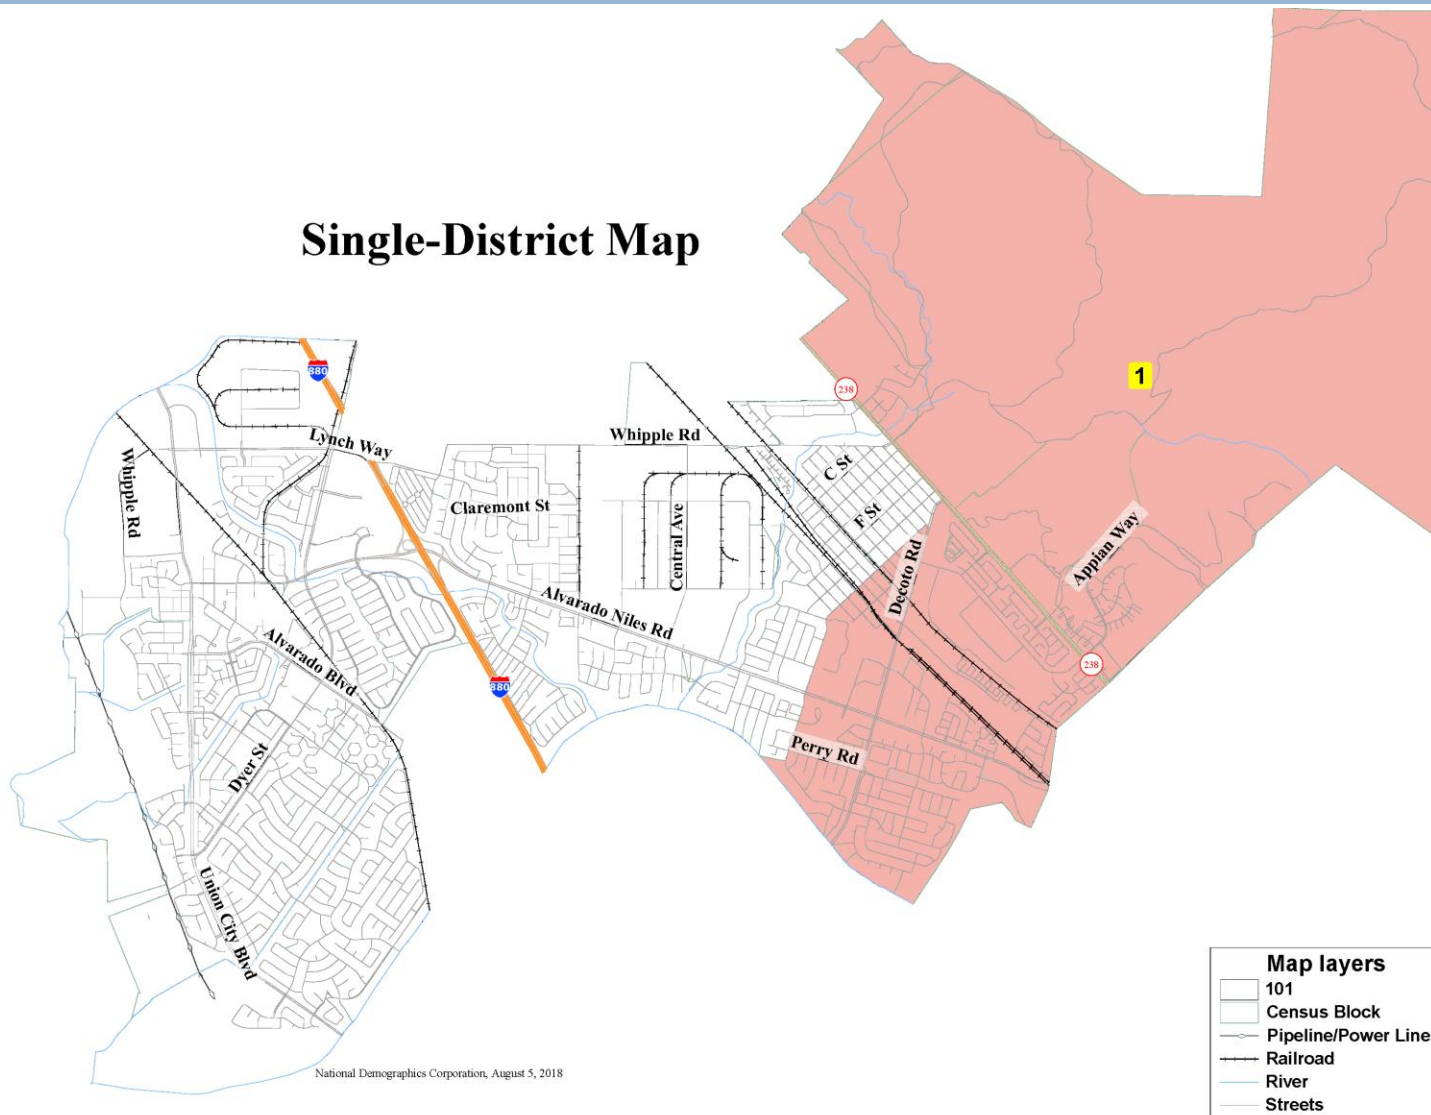 Single-District Map
880
238
1
Lynch Way
Whipple Rd
Whipple Rd
C St
Claremont St
F St
Central Ave
Decoto Rd
Appian Way
Alvarado Niles Rd
Alvarado Blvd
238
880
Perry Rd
Dyer St
Union City Blvd
Map layers
101
Census Block
Pipeline/Power Line
Railroad
River
Streets
National Demographics Corporation, August 5, 2018